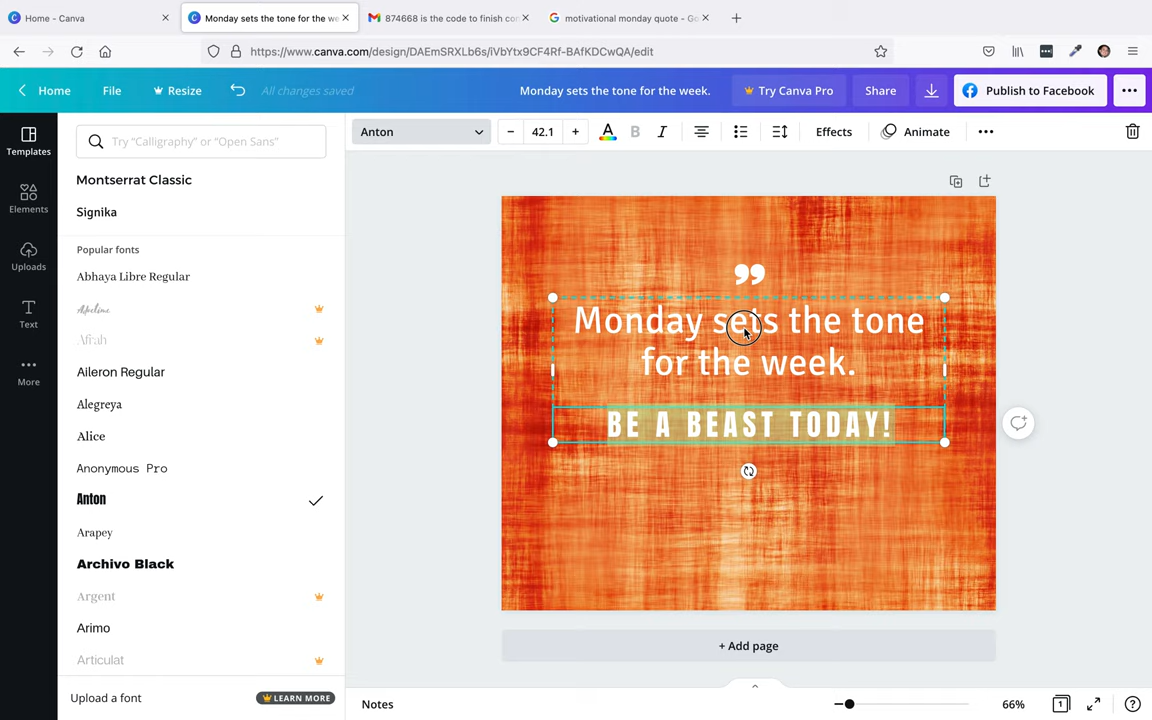 Home - Canva
Monday sets the tone for the we
874668 is the code to finish co
motivational monday quote - Go
https://www.canva.com/design/DAEmSRXLb6s/iVbYtx9CF4Rf-BAfKDCwQA/edit
Home
File
Resize
All changes saved
Monday sets the tone for the week.
Try Canva Pro
Share
Publish to Facebook
Templates
Elements
Uploads
Text
More
Try “Calligraphy” or “Open Sans”
Montserrat Classic
Signika
Popular fonts
Abhaya Libre Regular
Adeline
Afrah
Aileron Regular
Alegreya
Alice
Anonymous Pro
Anton
Arapey
Archivo Black
Argent
Arimo
Articulat
Upload a font
LEARN MORE
Anton
42.1
A
B
I
Effects
Animate
Monday sets the tone
for the week.
BE A BEAST TODAY!
+ Add page
Notes
66%
1